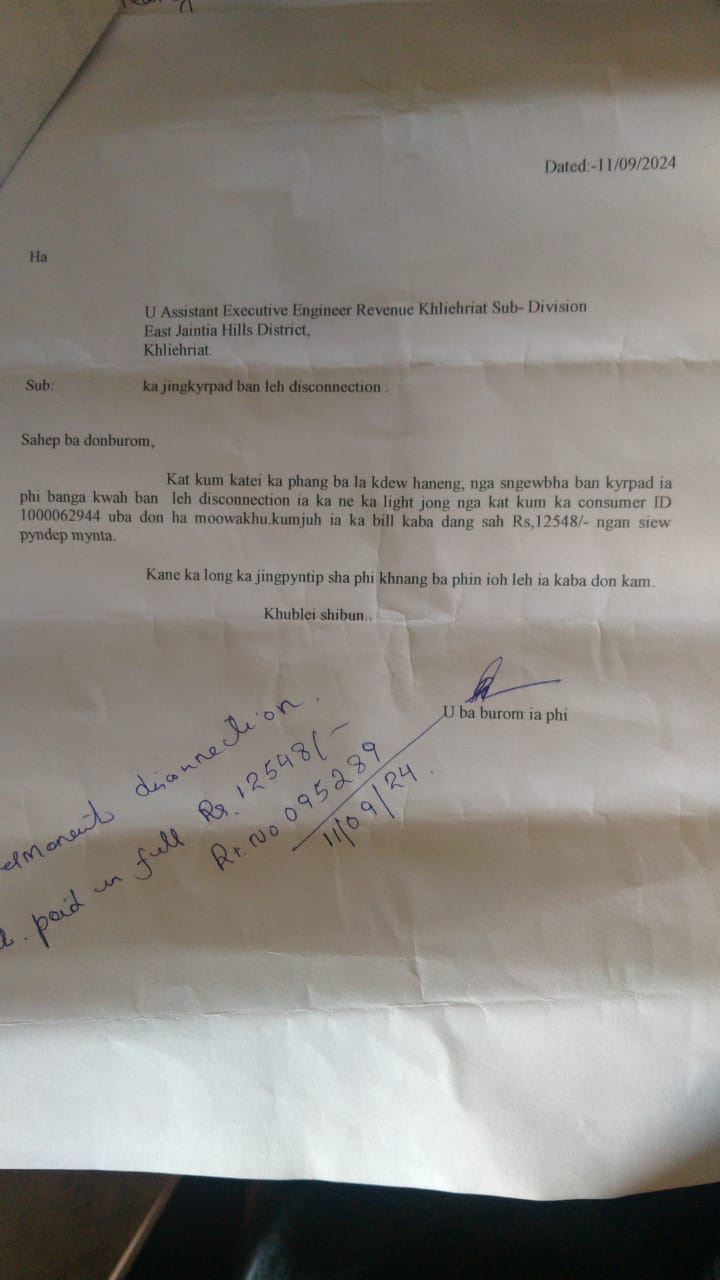 Dated:-11/09/2024
Ha
U Assistant Executive Engineer Revenue Khliehriat Sub- Division
East Jaintia Hills District,
Khliehriat.
Sub: ka jingkyrpad ban leh disconnection .
Sahep ba donburom,
Kat kum katei ka phang ba la kdew haneng, nga sngewbha ban kyrpad ia
phi banga kwah ban leh disconnection ia ka ne ka light jong nga kat kum ka consumer ID
1000062944 uba don ha moowakhu.kumjuh ia ka bill kaba dang sah Rs,12548/- ngan siew
pyndep mynta.
Kane ka long ka jingpyntip sha phi khnang ba phin ioh leh ia kaba don kam.
Khublei shibun..
U ba burom ia phi
disconnection.
paid in full Rs. 12548/-
Rt. No 095289
11/09/24.